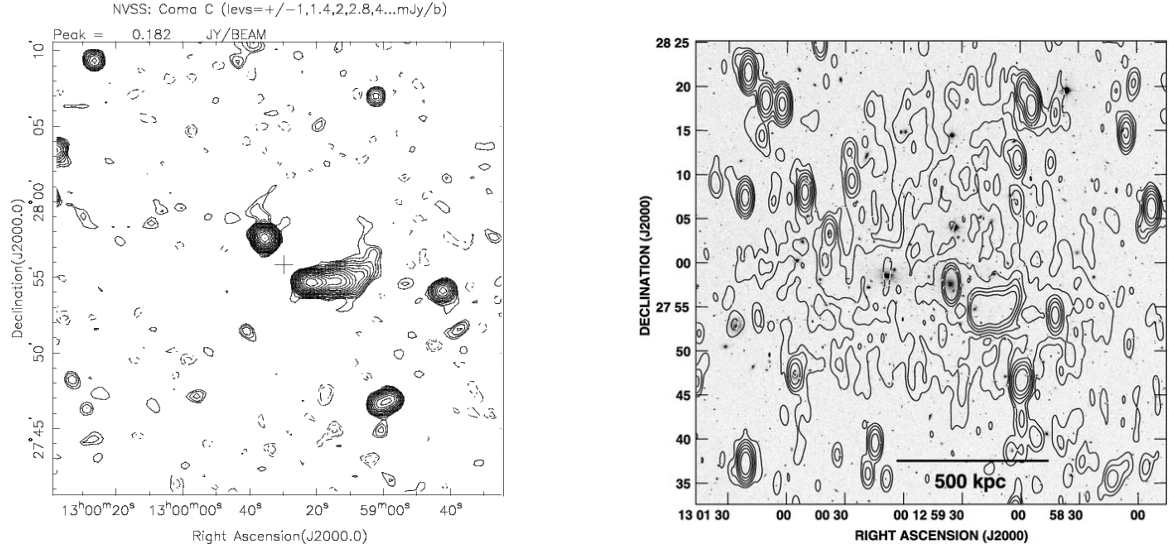 NVSS: Coma C (levs=+/-1,1.4,2,2.8,4...mJy/b)
Peak = 0.182 JY/BEAM
10'
05'
28° 00'
55'
50'
27° 45'
Declination(J2000.0)
13ʰ00ᵐ20ˢ 13ʰ00ᵐ00ˢ 40ˢ 20ˢ 59ᵐ00ˢ 40ˢ
Right Ascension(J2000.0)
28 25
20
15
10
05
00
27 55
50
45
40
35
DECLINATION (J2000)
500 kpc
13 01 30 00 00 30 00 12 59 30 00 58 30 00
RIGHT ASCENSION (J2000)